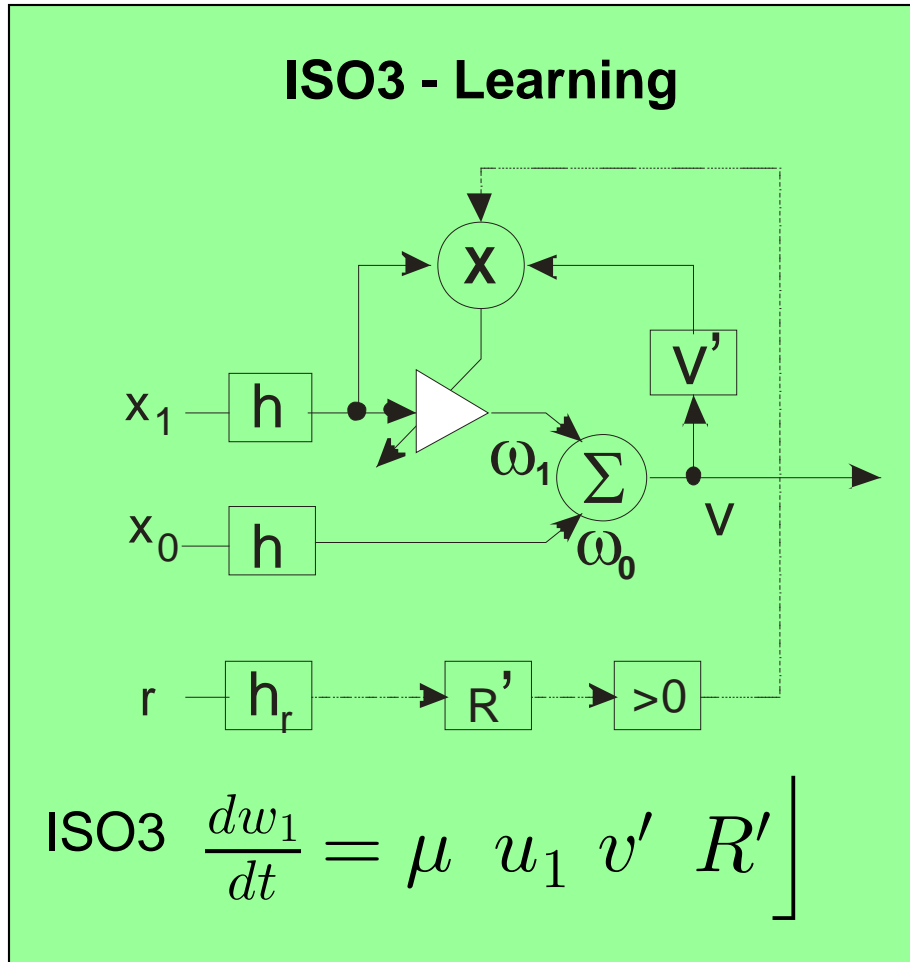 ISO3 - Learning
X
v'
x₁ h
ω₁ Σ
v
x₀ h
ω₀
r hᵣ R' >0
ISO3 dw₁/dt = μ u₁ v′ R′⌋